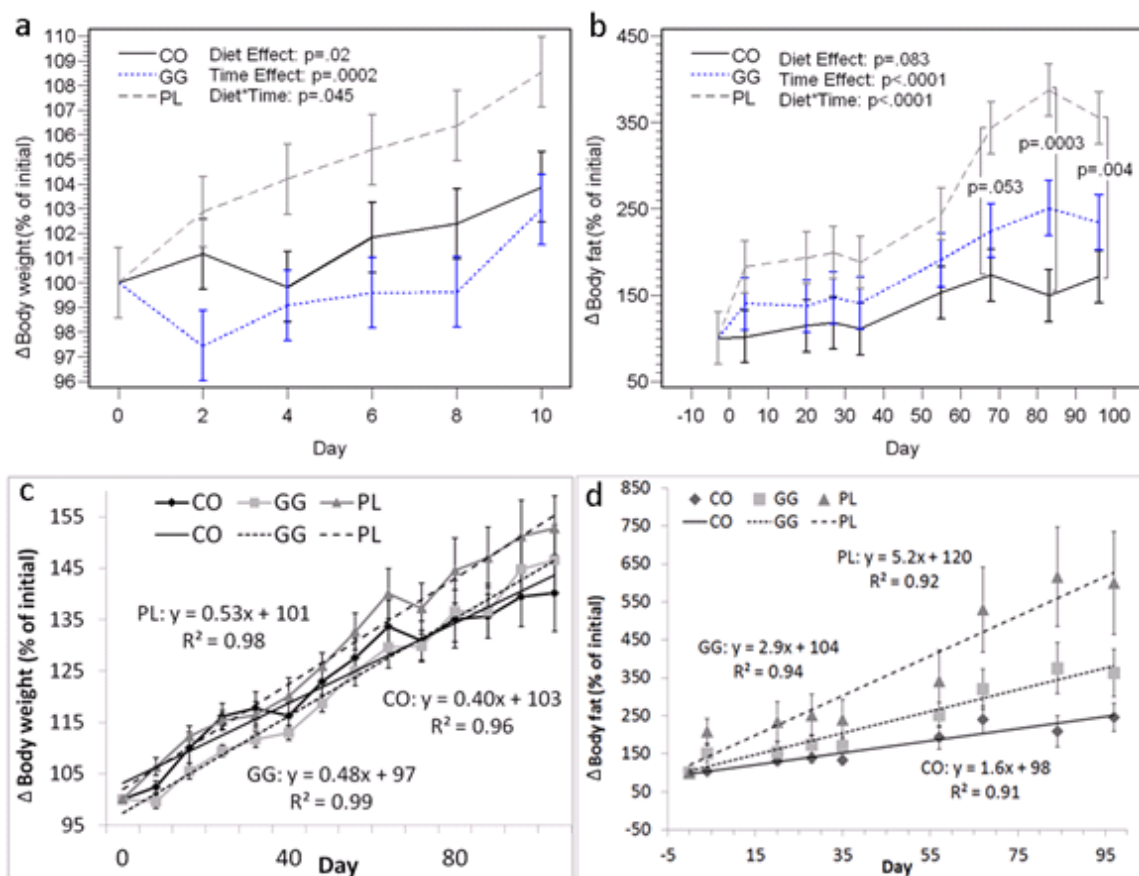 a
110
109
108
107
106
105
104
103
102
101
100
99
98
97
96
Δ Body weight (% of initial)
CO Diet Effect: p=.02
GG Time Effect: p=.0002
PL Diet*Time: p=.045
0 2 4 6 8 10
Day
b
450
350
250
150
50
Δ Body fat (% of initial)
CO Diet Effect: p=.083
GG Time Effect: p<.0001
PL Diet*Time: p<.0001
p=.053
p=.0003
p=.004
-10 0 10 20 30 40 50 60 70 80 90 100
Day
c
CO GG PL
CO GG PL
155
145
135
125
115
105
95
Δ Body weight (% of initial)
PL: y = 0.53x + 101
R² = 0.98
CO: y = 0.40x + 103
R² = 0.96
GG: y = 0.48x + 97
R² = 0.99
0 40 80
Day
d
CO GG PL
CO GG PL
850
750
650
550
450
350
250
150
50
-50
Δ Body fat (% of initial)
PL: y = 5.2x + 120
R² = 0.92
GG: y = 2.9x + 104
R² = 0.94
CO: y = 1.6x + 98
R² = 0.91
-5 15 35 55 75 95
Day